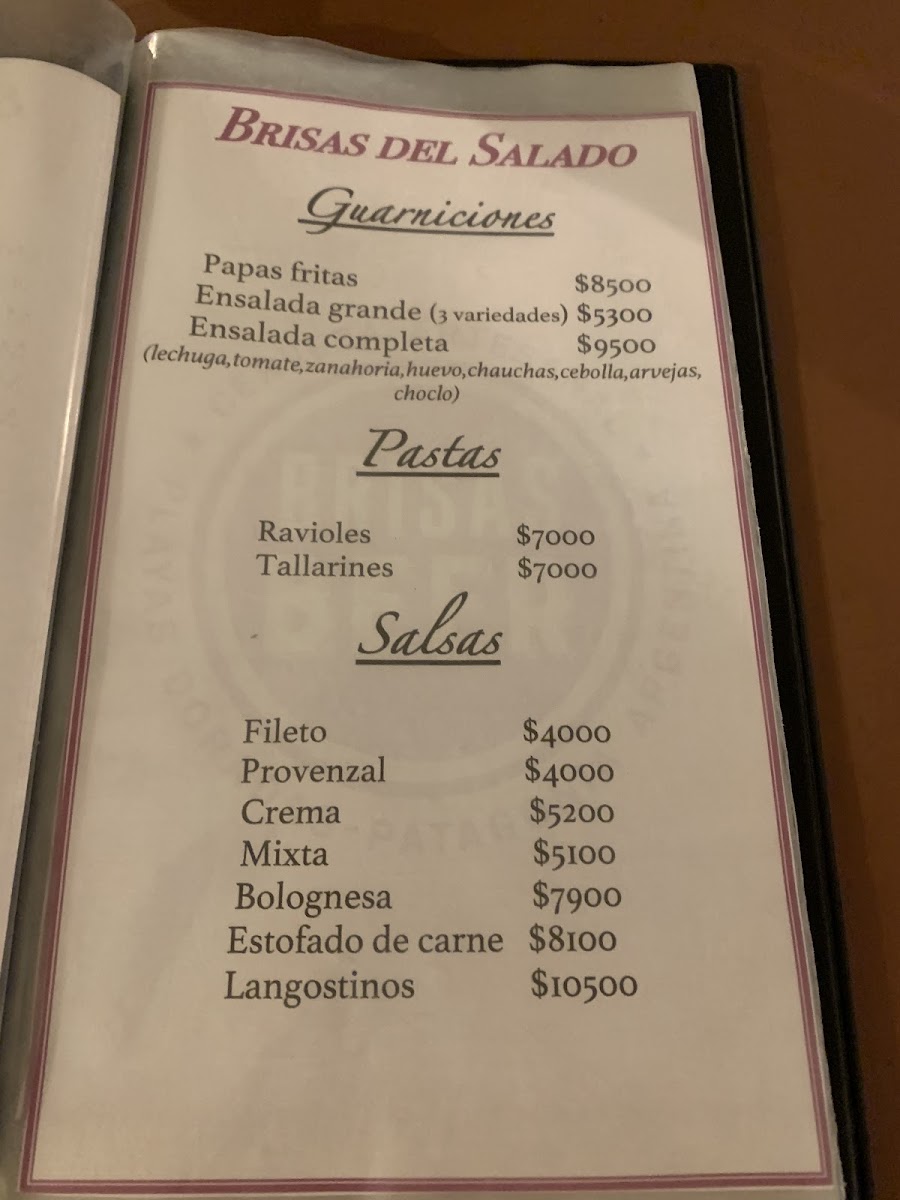 BRISAS DEL SALADO
Guarniciones
Papas fritas $8500
Ensalada grande (3 variedades) $5300
Ensalada completa $9500
(lechuga,tomate,zanahoria,huevo,chauchas,cebolla,arvejas,
choclo)
Pastas
Ravioles $7000
Tallarines $7000
Salsas
Fileto $4000
Provenzal $4000
Crema $5200
Mixta $5100
Bolognesa $7900
Estofado de carne $8100
Langostinos $10500